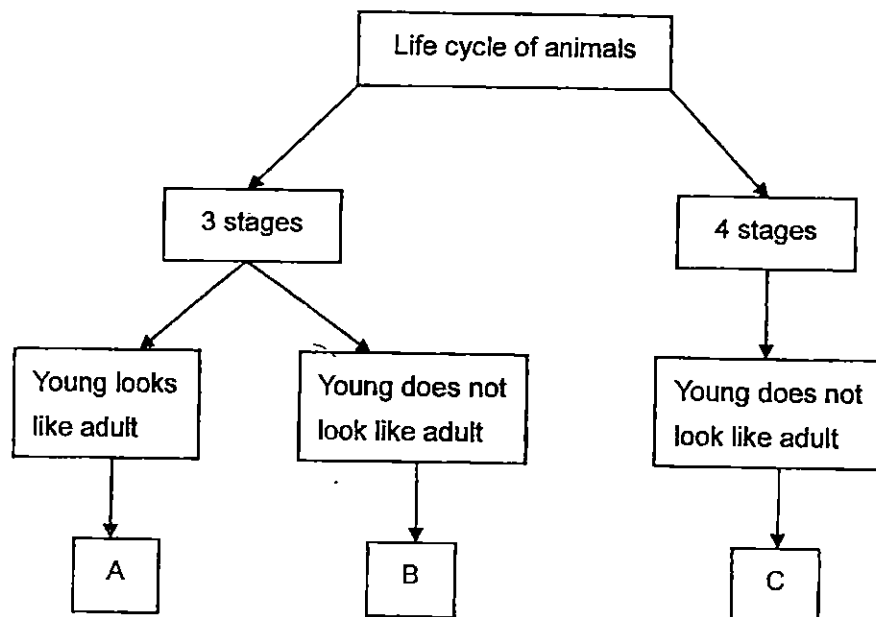 Life cycle of animals
3 stages
4 stages
Young looks
like adult
Young does not
look like adult
Young does not
look like adult
A
B
C